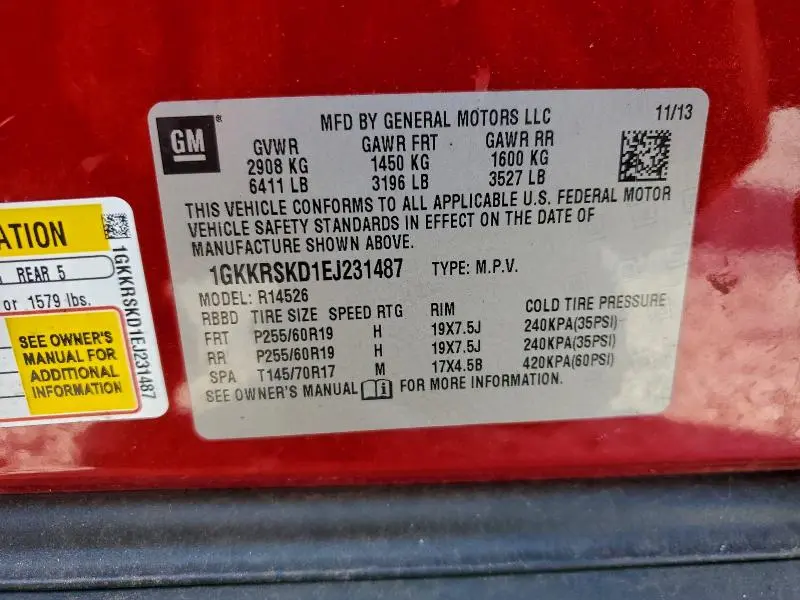 GM ®
MFD BY GENERAL MOTORS LLC 11/13
GVWR GAWR FRT GAWR RR
2908 KG 1450 KG 1600 KG
6411 LB 3196 LB 3527 LB
THIS VEHICLE CONFORMS TO ALL APPLICABLE U.S. FEDERAL MOTOR
VEHICLE SAFETY STANDARDS IN EFFECT ON THE DATE OF
MANUFACTURE SHOWN ABOVE.
1GKKRSKD1EJ231487 TYPE: M.P.V.
MODEL: R14526
RBBD TIRE SIZE SPEED RTG RIM COLD TIRE PRESSURE
FRT P255/60R19 H 19X7.5J 240KPA(35PSI)
RR P255/60R19 H 19X7.5J 240KPA(35PSI)
SPA T145/70R17 M 17X4.5B 420KPA(60PSI)
SEE OWNER'S MANUAL i FOR MORE INFORMATION.
ATION
REAR 5
or 1579 lbs.
SEE OWNER'S
MANUAL FOR
ADDITIONAL
INFORMATION
1GKKRSKD1EJ231487